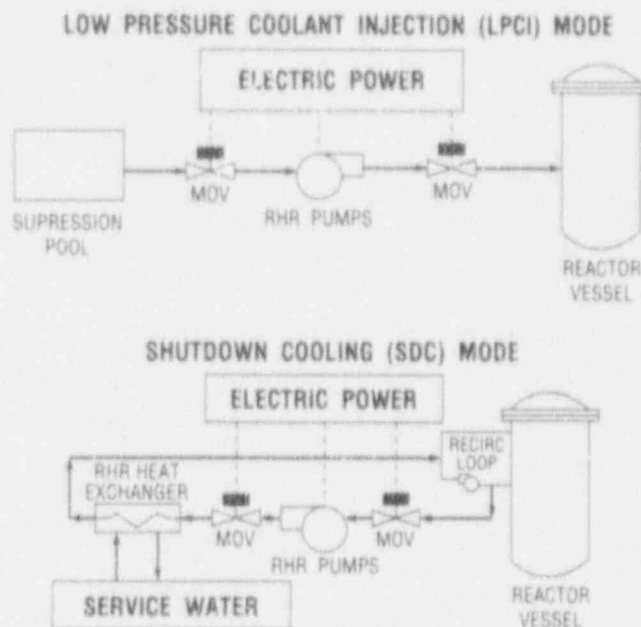 LOW PRESSURE COOLANT INJECTION (LPCI) MODE
ELECTRIC POWER
MOV
RHR PUMPS
MOV
SUPRESSION
POOL
REACTOR
VESSEL
SHUTDOWN COOLING (SDC) MODE
ELECTRIC POWER
RECIRC
LOOP
RHR HEAT
EXCHANGER
MOV
RHR PUMPS
MOV
SERVICE WATER
REACTOR
VESSEL